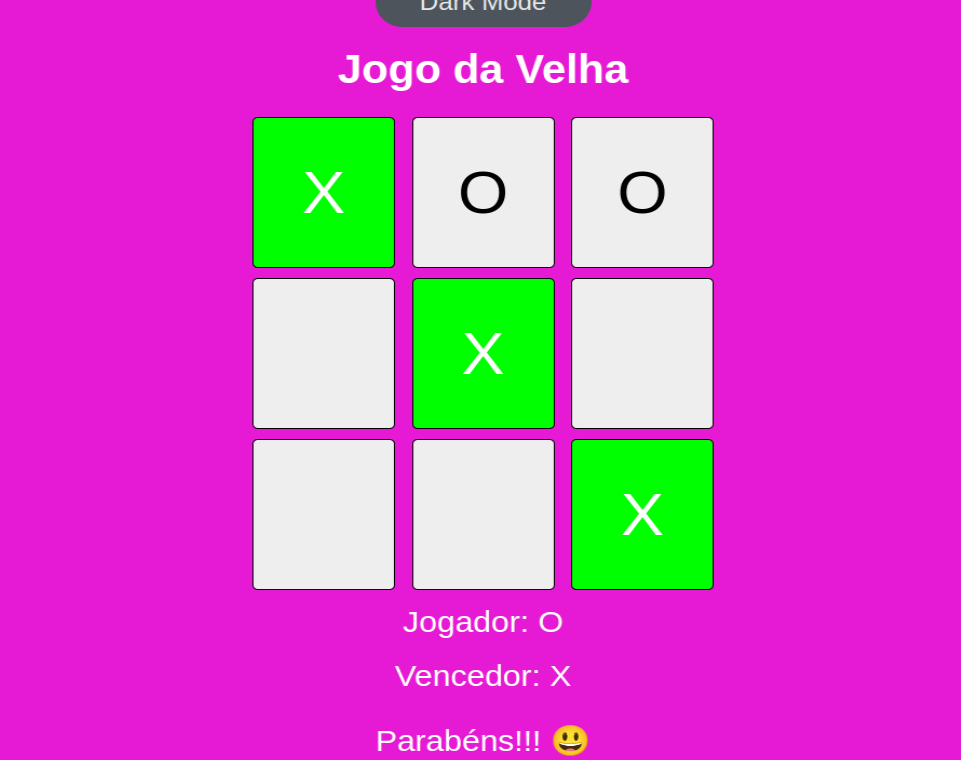 Dark Mode
Jogo da Velha
X O O
X
X
Jogador: O
Vencedor: X
Parabéns!!! 😃